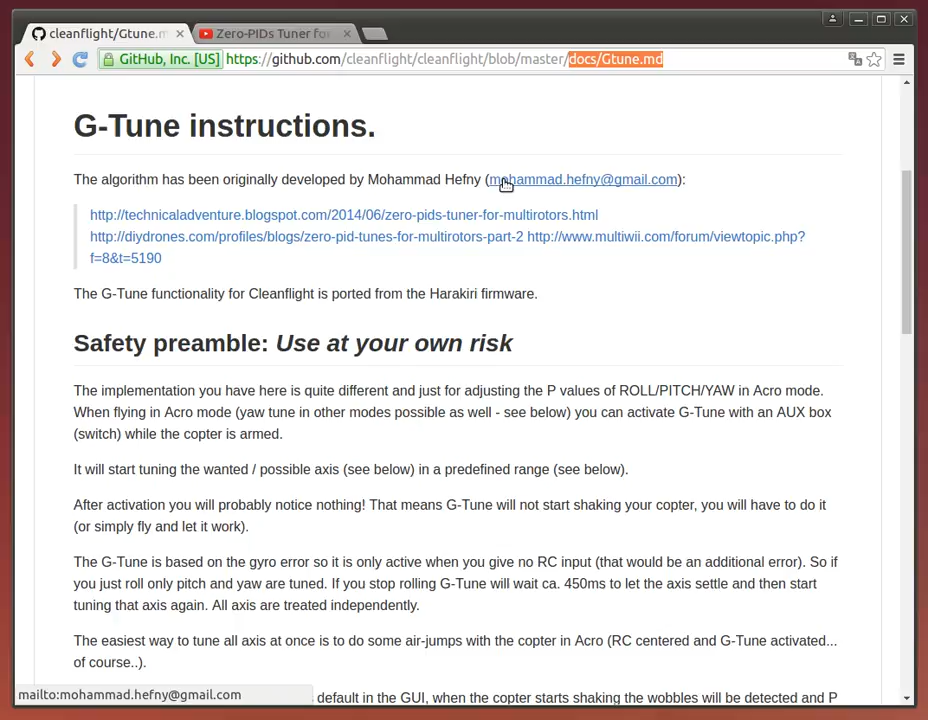 cleanflight/Gtune.m
Zero-PIDs Tuner fo
GitHub, Inc. [US] https://github.com/cleanflight/cleanflight/blob/master/docs/Gtune.md
G-Tune instructions.
The algorithm has been originally developed by Mohammad Hefny (mohammad.hefny@gmail.com):
http://technicaladventure.blogspot.com/2014/06/zero-pids-tuner-for-multirotors.html
http://diydrones.com/profiles/blogs/zero-pid-tunes-for-multirotors-part-2 http://www.multiwii.com/forum/viewtopic.php?
f=8&t=5190
The G-Tune functionality for Cleanflight is ported from the Harakiri firmware.
Safety preamble: Use at your own risk
The implementation you have here is quite different and just for adjusting the P values of ROLL/PITCH/YAW in Acro mode.
When flying in Acro mode (yaw tune in other modes possible as well - see below) you can activate G-Tune with an AUX box
(switch) while the copter is armed.
It will start tuning the wanted / possible axis (see below) in a predefined range (see below).
After activation you will probably notice nothing! That means G-Tune will not start shaking your copter, you will have to do it
(or simply fly and let it work).
The G-Tune is based on the gyro error so it is only active when you give no RC input (that would be an additional error). So if
you just roll only pitch and yaw are tuned. If you stop rolling G-Tune will wait ca. 450ms to let the axis settle and then start
tuning that axis again. All axis are treated independently.
The easiest way to tune all axis at once is to do some air-jumps with the copter in Acro (RC centered and G-Tune activated...
of course..).
default in the GUI, when the copter starts shaking the wobbles will be detected and P
mailto:mohammad.hefny@gmail.com